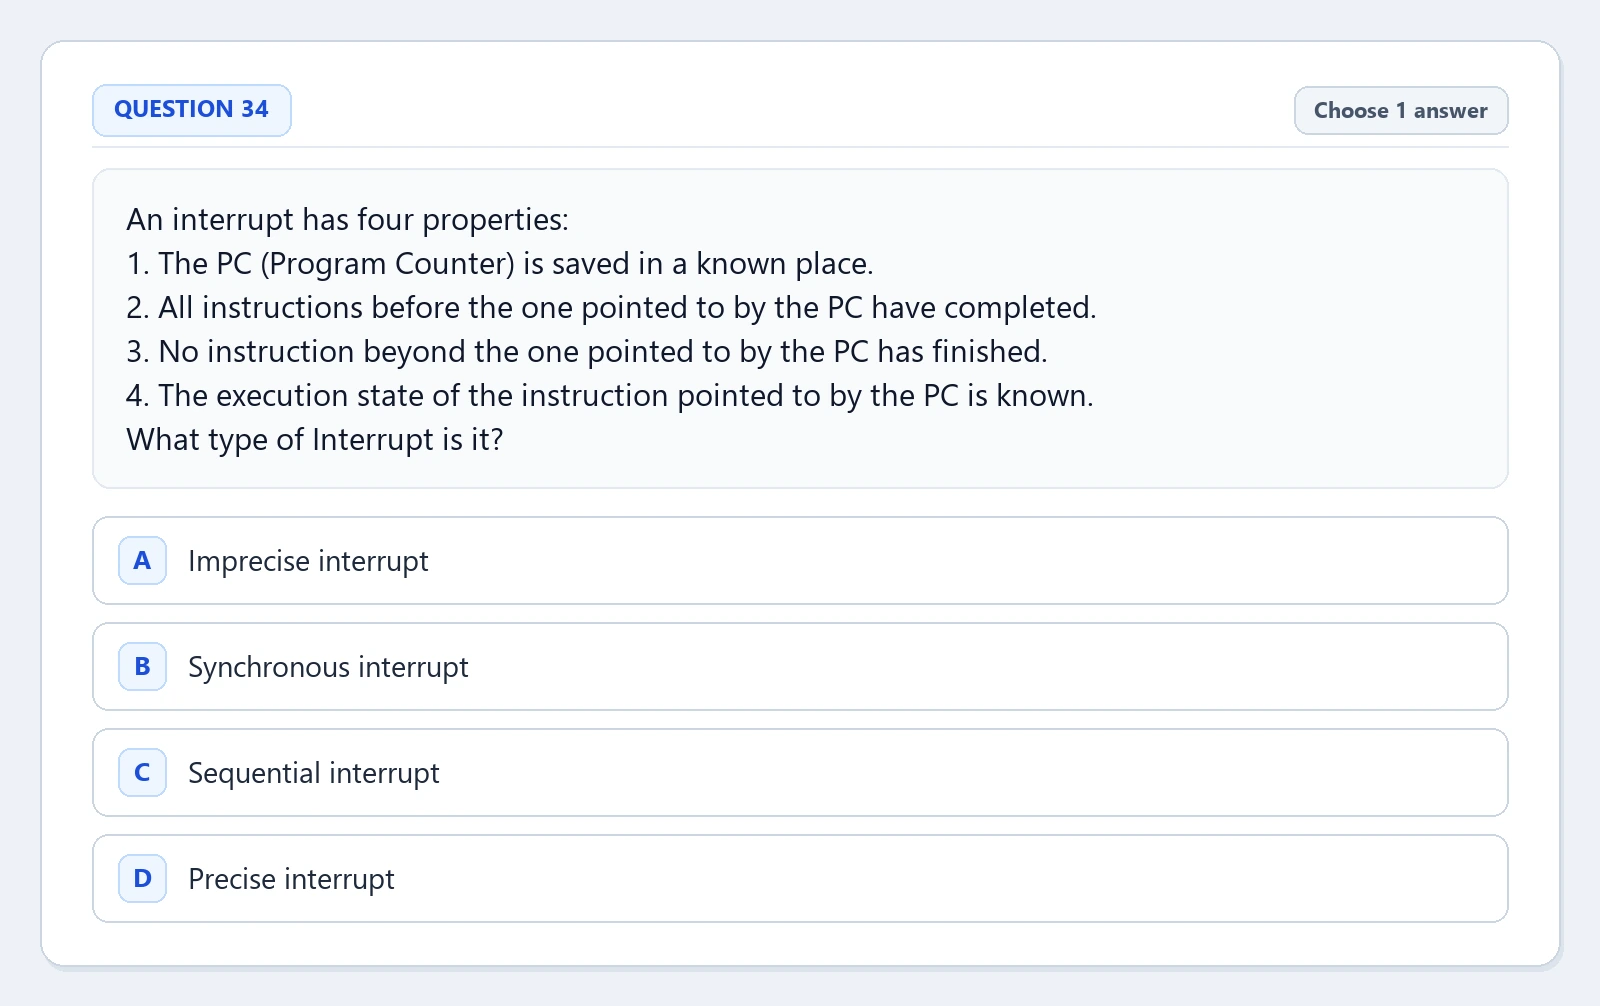 QUESTION 34
Choose 1 answer
An interrupt has four properties:
1. The PC (Program Counter) is saved in a known place.
2. All instructions before the one pointed to by the PC have completed.
3. No instruction beyond the one pointed to by the PC has finished.
4. The execution state of the instruction pointed to by the PC is known.
What type of Interrupt is it?
A Imprecise interrupt
B Synchronous interrupt
C Sequential interrupt
D Precise interrupt